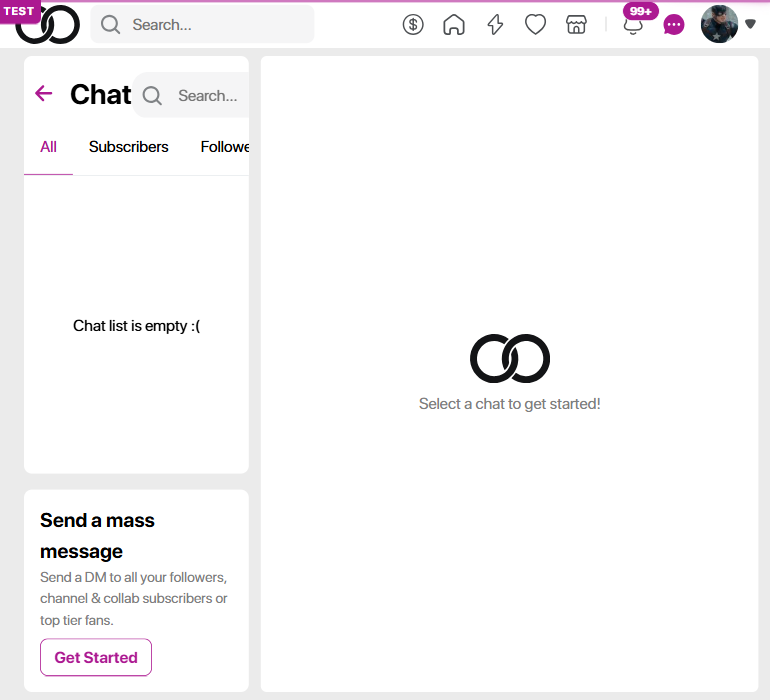 TEST
Search...
99+
Chat
Search...
All Subscribers Followe
Chat list is empty :(
Select a chat to get started!
Send a mass
message
Send a DM to all your followers,
channel & collab subscribers or
top tier fans.
Get Started